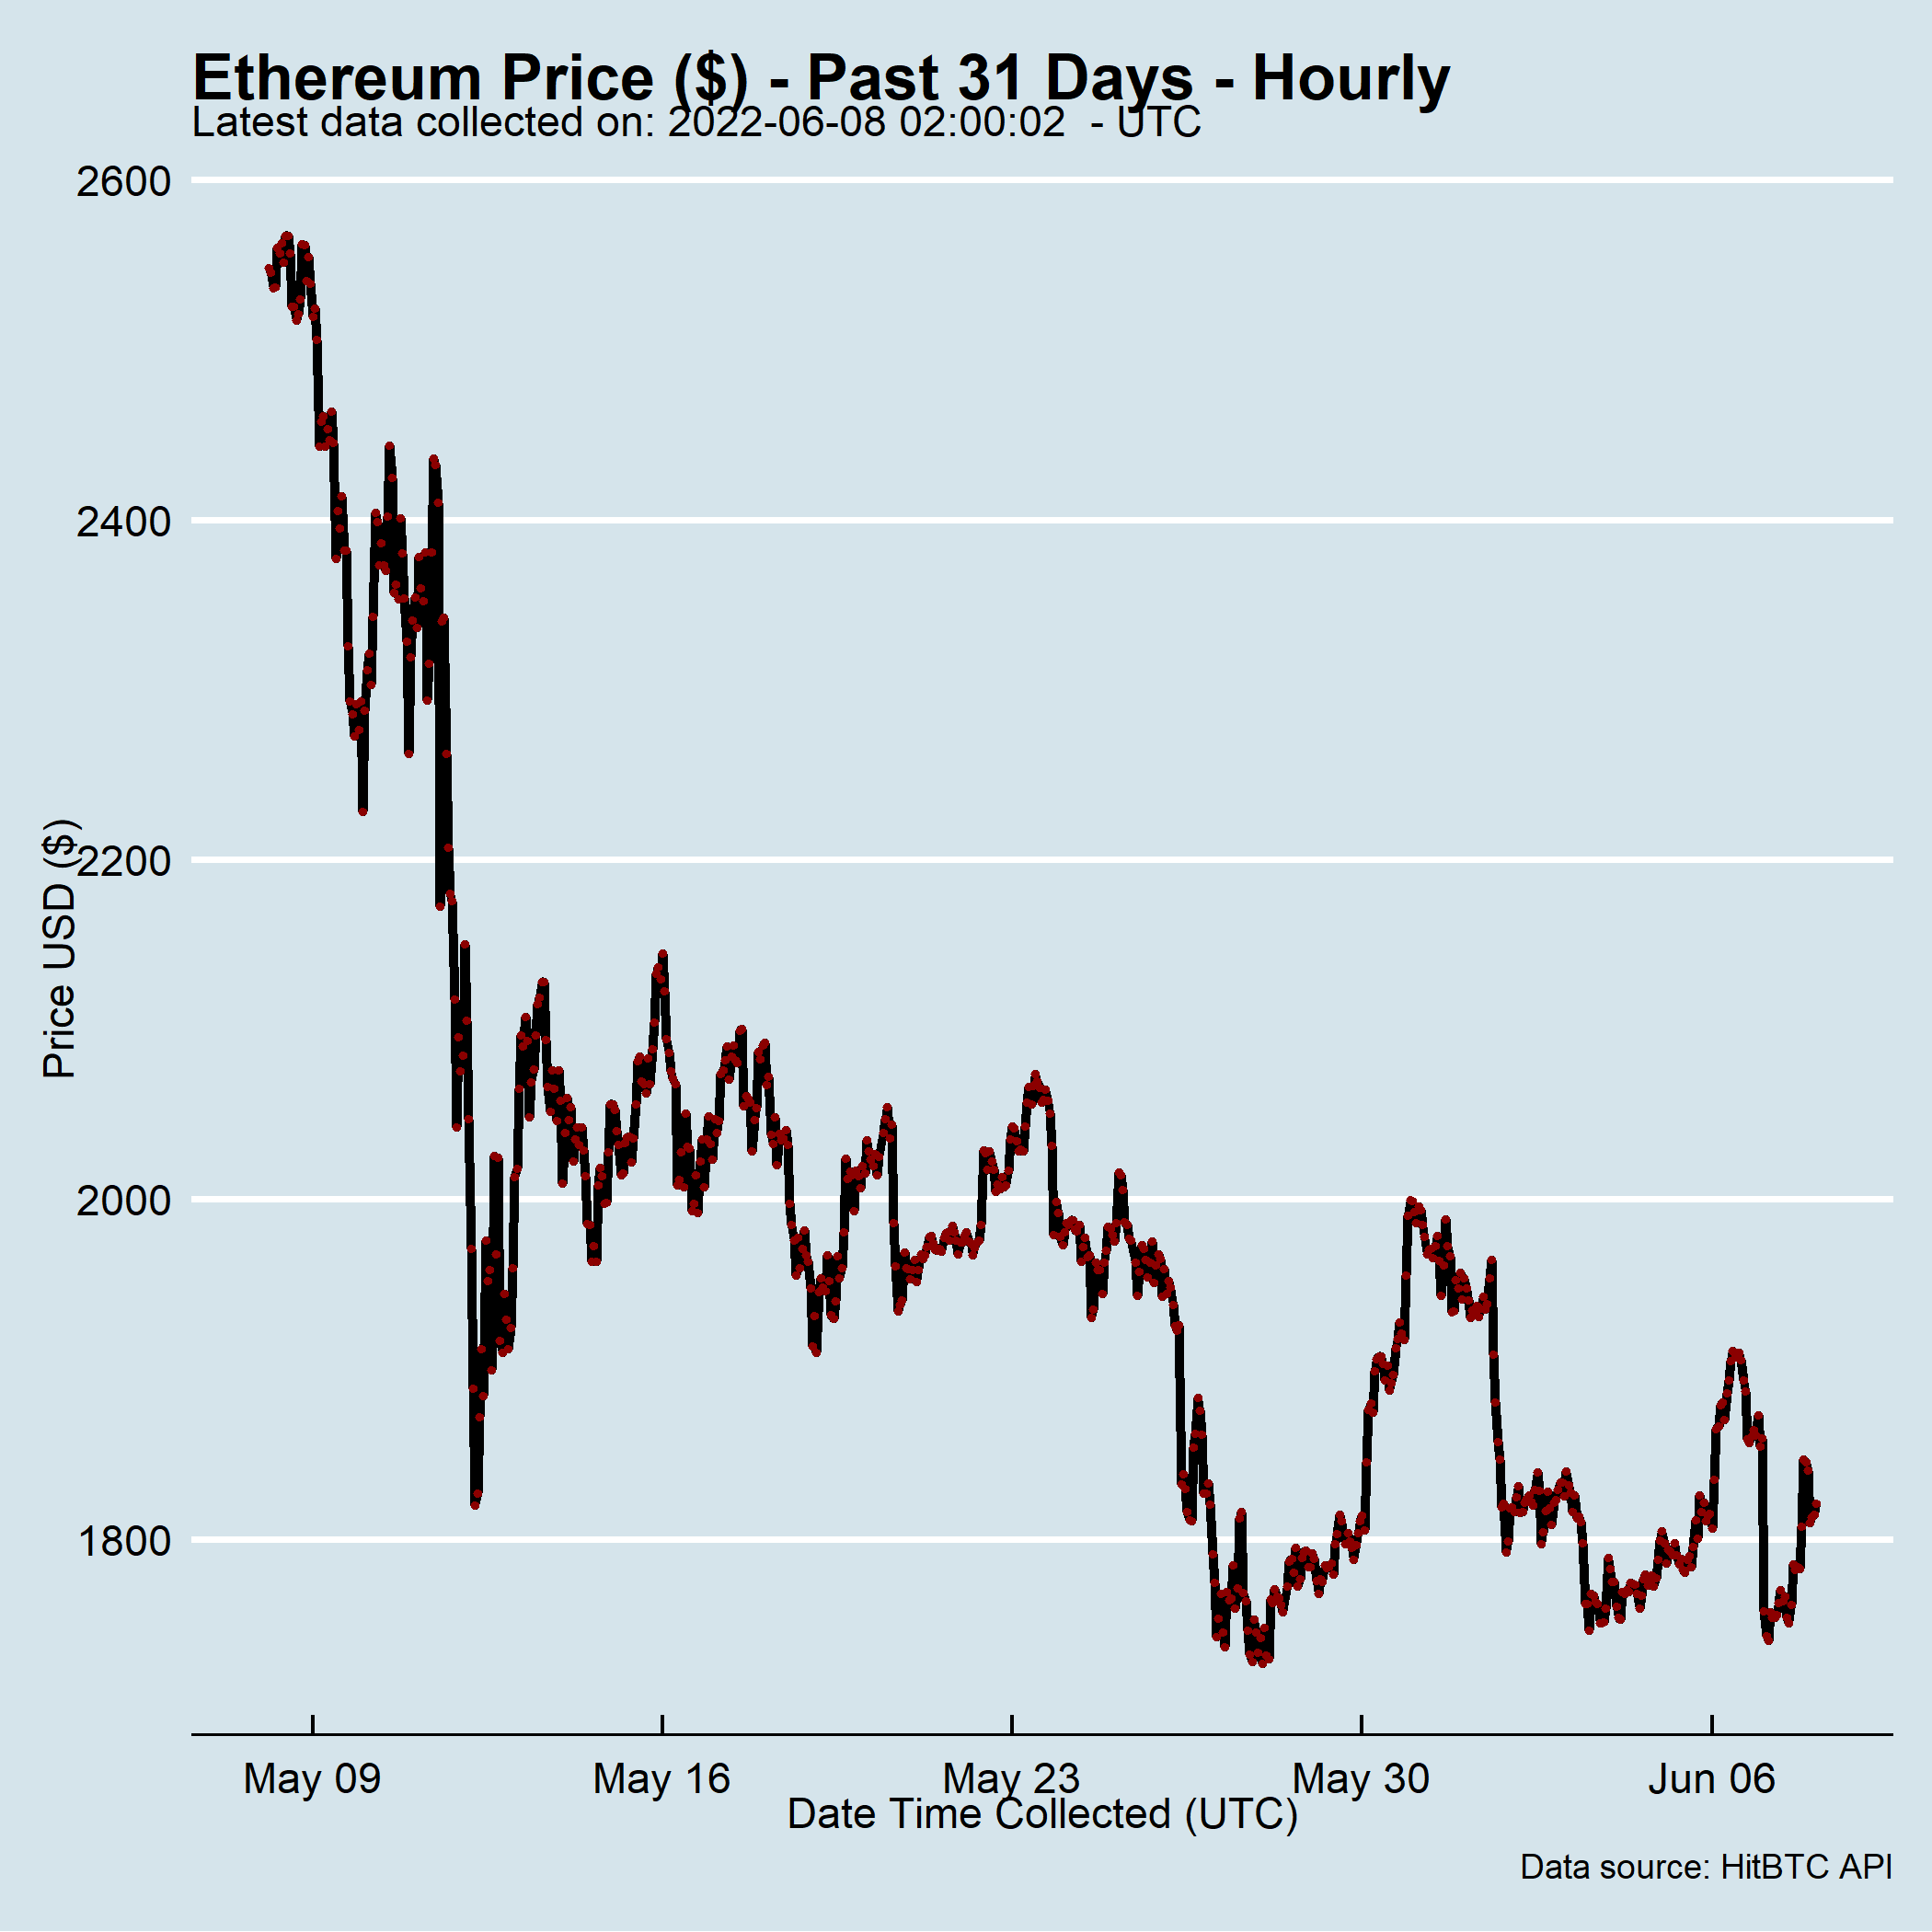 Ethereum Price ($) - Past 31 Days - Hourly
Latest data collected on: 2022-06-08 02:00:02  - UTC
2600
2400
2200
2000
1800
Price USD ($)
May 09
May 16
May 23
May 30
Jun 06
Date Time Collected (UTC)
Data source: HitBTC API